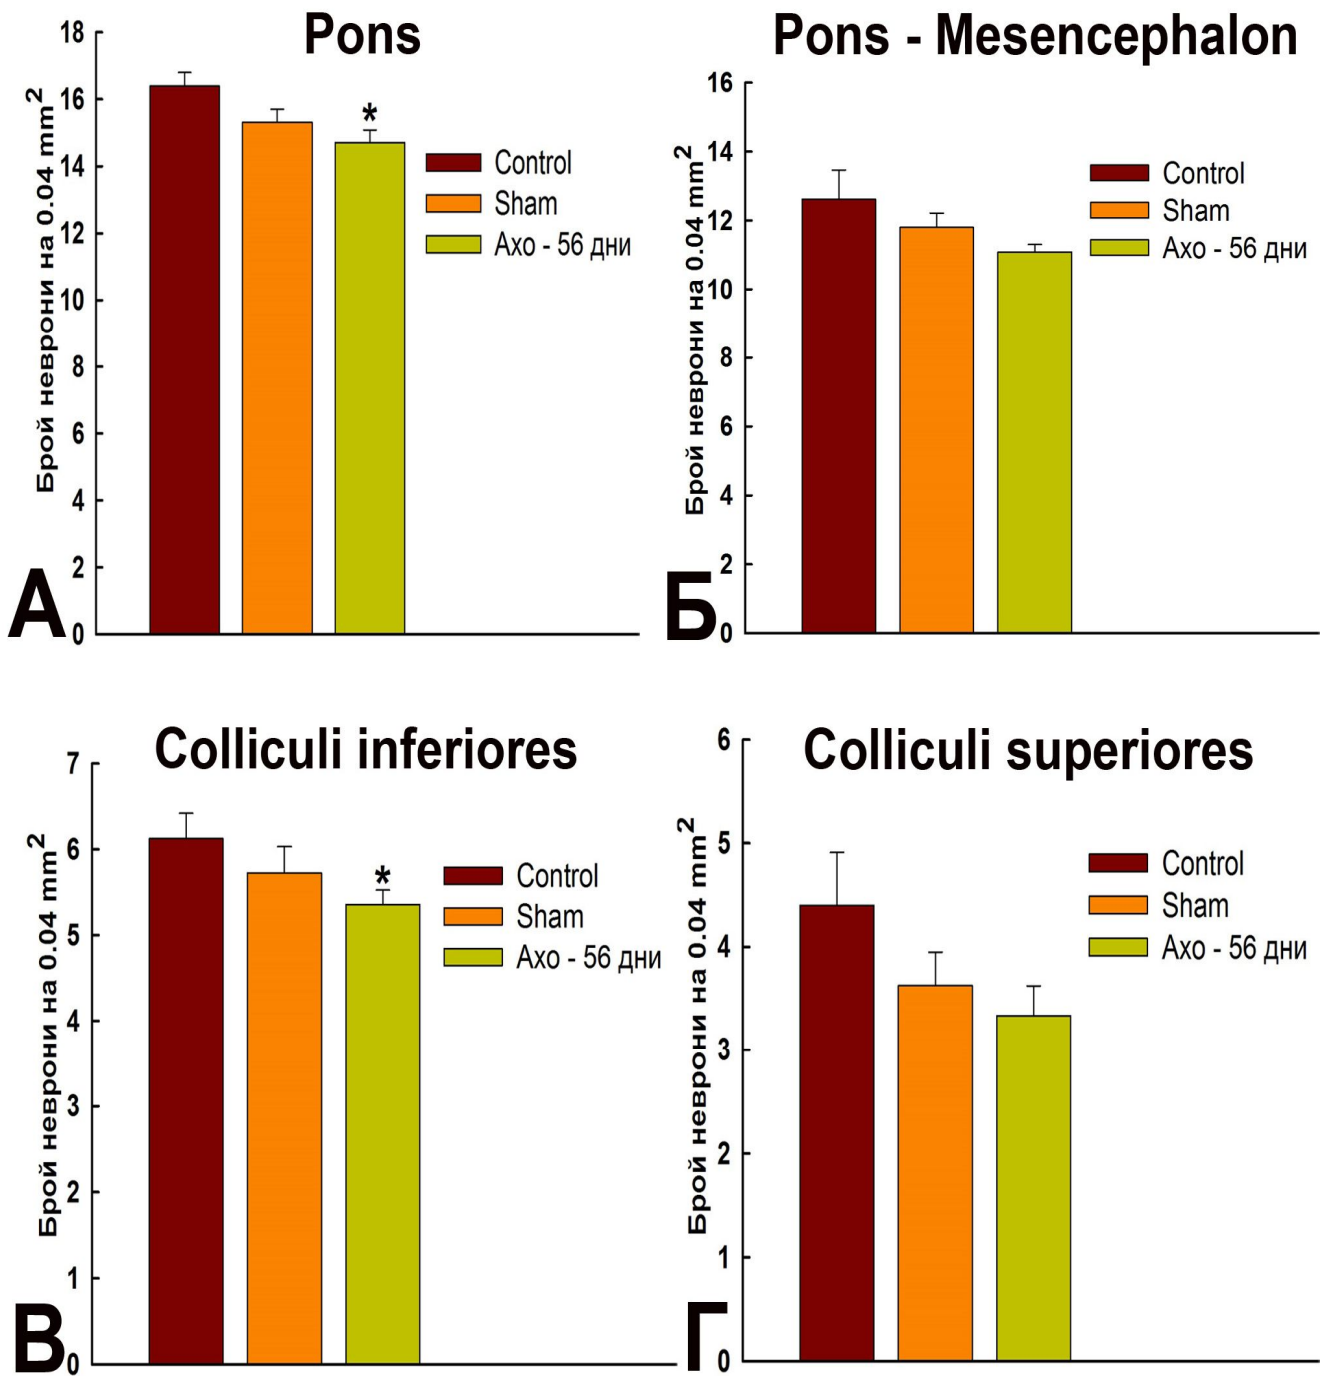 Pons
18
16
14
12
10
8
6
4
2
0
Брой неврони на 0.04 mm²
*
Control
Sham
Axo - 56 дни
А
Pons - Mesencephalon
16
14
12
10
8
6
4
2
0
Брой неврони на 0.04 mm²
Control
Sham
Axo - 56 дни
Б
Colliculi inferiores
7
6
5
4
3
2
1
0
Брой неврони на 0.04 mm²
*
Control
Sham
Axo - 56 дни
В
Colliculi superiores
6
5
4
3
2
1
0
Брой неврони на 0.04 mm²
Control
Sham
Axo - 56 дни
Г